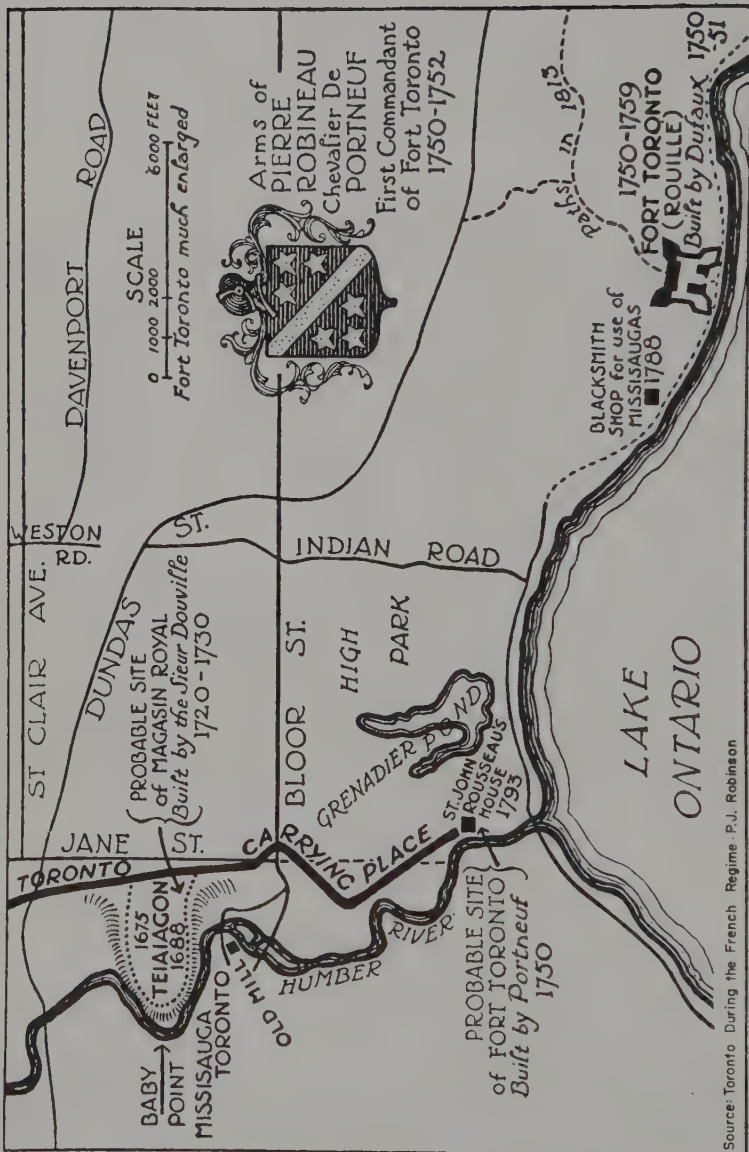 ST CLAIR AVE.
WESTON
RD.
DAVENPORT ROAD
DUNDAS ST.
SCALE
0 1000 2000 6000 FEET
Fort Toronto much enlarged
Arms of
PIERRE
ROBINEAU
Chevalier De
PORTNEUF
First Commandant
of Fort Toronto
1750-1752
PROBABLE SITE
of MAGASIN ROYAL
Built by the Sieur Douville
1720-1730
JANE ST.
TORONTO CARRYING PLACE
1675
TEIAIAGON
1688
BABY
POINT
MISSISAUGA
TORONTO
OLD MILL
HUMBER RIVER
BLOOR ST.
HIGH PARK
INDIAN ROAD
GRENADIER POND
ST. JOHN
ROUSSEAU'S
HOUSE
1793
PROBABLE SITE
of FORT TORONTO
Built by Portneuf
1750
Paths in 1813
BLACKSMITH
SHOP for use of
MISSISAUGAS
1788
1750-1759
FORT TORONTO
(ROUILLE)
Built by Dufaux 1750
-51
LAKE
ONTARIO
Source: Toronto During the French Regime - P.J. Robinson